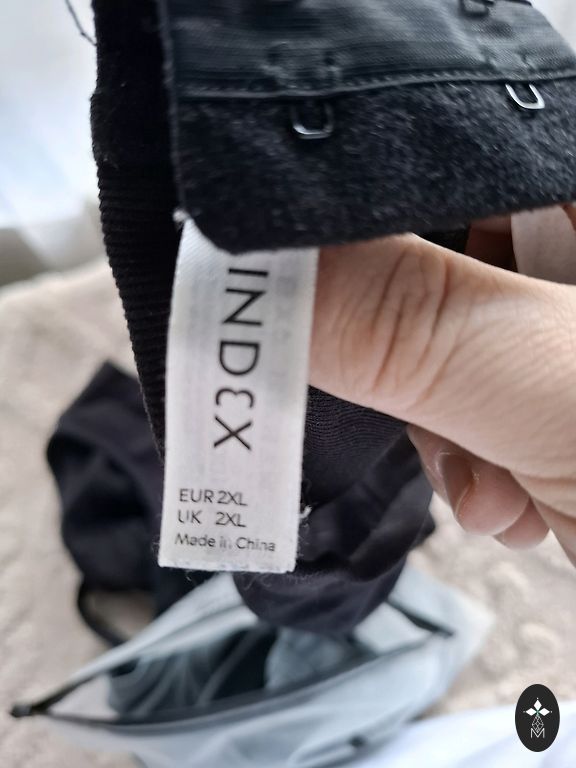 INDEX
EUR 2XL
UK 2XL
Made in China
M